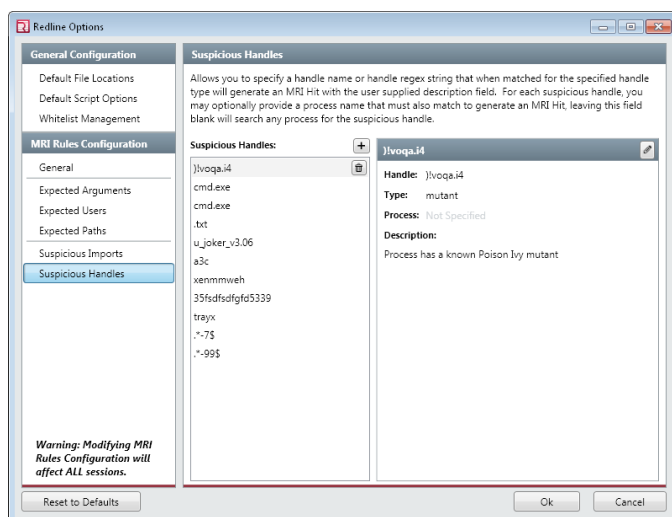 Redline Options
General Configuration
Default File Locations
Default Script Options
Whitelist Management
MRI Rules Configuration
General
Expected Arguments
Expected Users
Expected Paths
Suspicious Imports
Suspicious Handles
Warning: Modifying MRI
Rules Configuration will
affect ALL sessions.
Suspicious Handles
Allows you to specify a handle name or handle regex string that when matched for the specified handle
type will generate an MRI Hit with the user supplied description field. For each suspicious handle, you
may optionally provide a process name that must also match to generate an MRI Hit, leaving this field
blank will search any process for the suspicious handle.
Suspicious Handles:
)!voqa.i4
cmd.exe
cmd.exe
.txt
u_joker_v3.06
a3c
xenmmweh
35fsdfsdfgfd5339
trayx
.*-7$
.*-99$
)!voqa.i4
Handle: )!voqa.i4
Type: mutant
Process: Not Specified
Description:
Process has a known Poison Ivy mutant
Reset to Defaults
Ok
Cancel